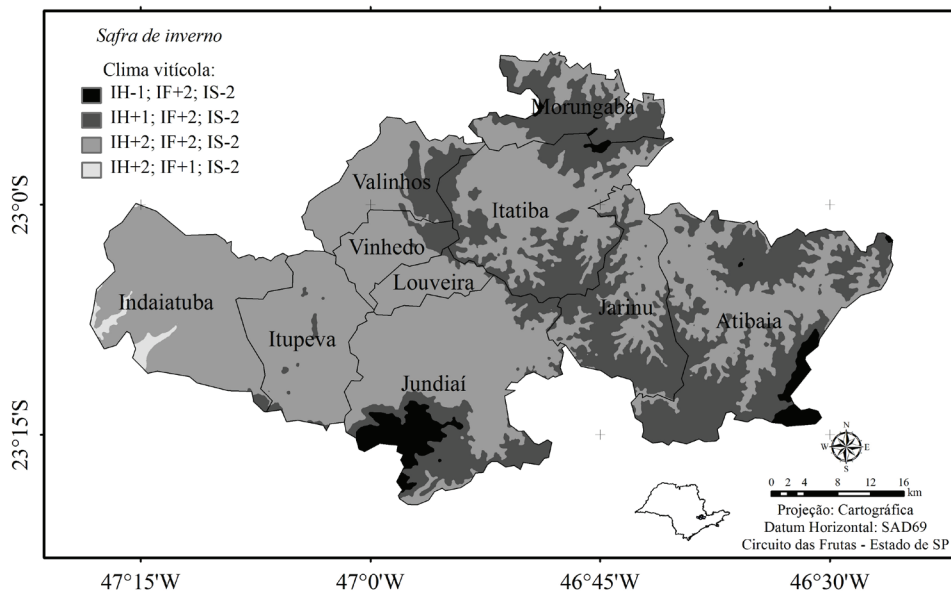 Safra de inverno
Clima vitícola:
IH-1; IF+2; IS-2
IH+1; IF+2; IS-2
IH+2; IF+2; IS-2
IH+2; IF+1; IS-2
Morungaba
Valinhos
Itatiba
Vinhedo
Louveira
Indaiatuba
Itupeva
Jarinu
Atibaia
Jundiaí
23°0'S
23°15'S
N
W
E
S
0 2 4 8 12 16
km
Projeção: Cartográfica
Datum Horizontal: SAD69
Circuito das Frutas - Estado de SP
47°15'W 47°0'W 46°45'W 46°30'W